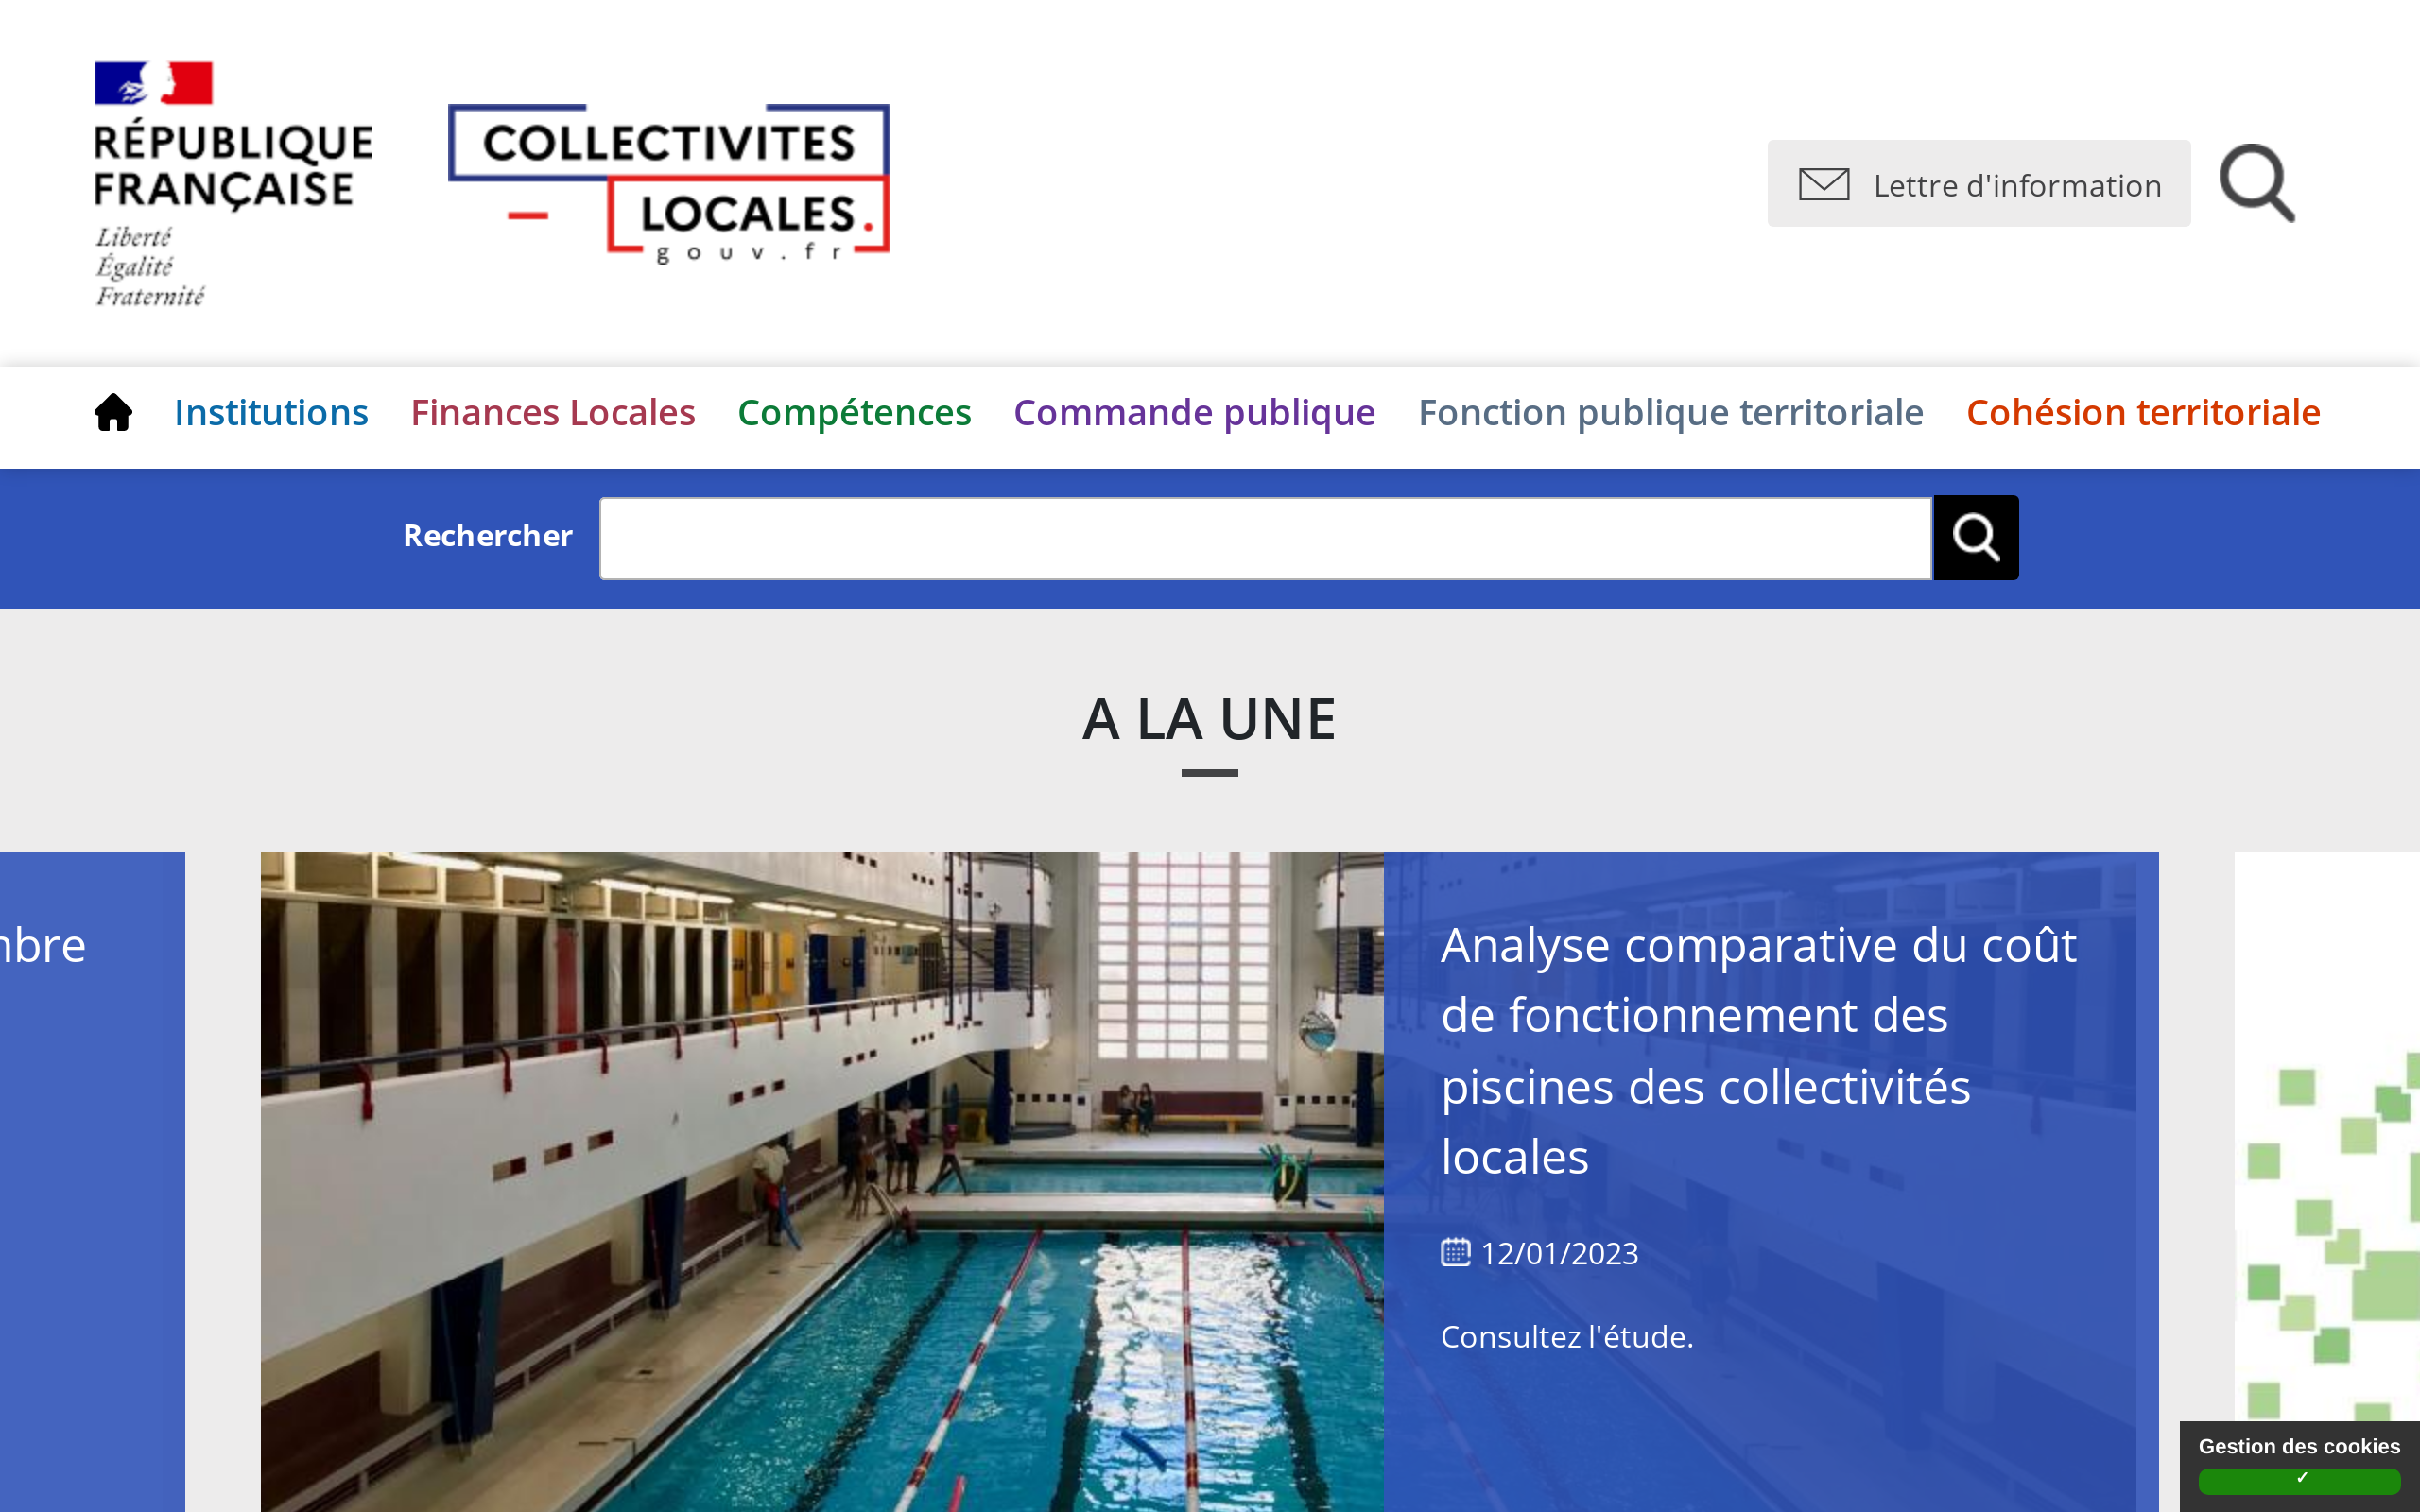 RÉPUBLIQUE
FRANÇAISE
Liberté
Égalité
Fraternité
COLLECTIVITES
LOCALES.
gouv.fr
Lettre d'information
Institutions Finances Locales Compétences Commande publique Fonction publique territoriale Cohésion territoriale
Rechercher
A LA UNE
Analyse comparative du coût
de fonctionnement des
piscines des collectivités
locales
12/01/2023
Consultez l'étude.
Gestion des cookies
✓